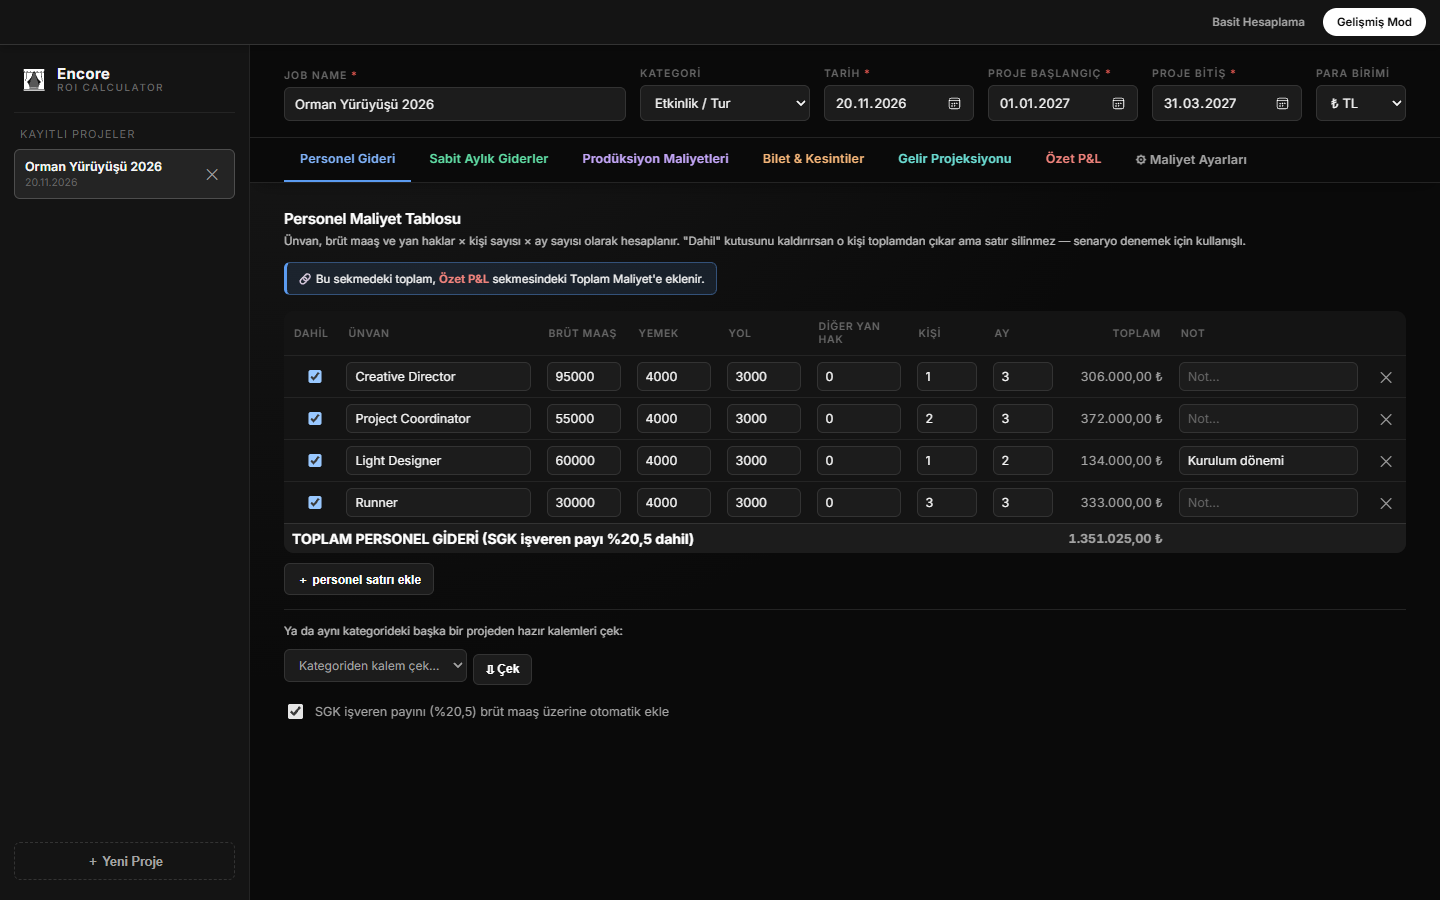 Basit Hesaplama
Gelişmiş Mod
Encore
ROI CALCULATOR
KAYITLI PROJELER
Orman Yürüyüşü 2026
20.11.2026
+ Yeni Proje
JOB NAME * KATEGORİ TARİH * PROJE BAŞLANGIÇ * PROJE BİTİŞ * PARA BİRİMİ
Orman Yürüyüşü 2026 Etkinlik / Tur 20.11.2026 01.01.2027 31.03.2027 ₺ TL
Personel Gideri Sabit Aylık Giderler Prodüksiyon Maliyetleri Bilet & Kesintiler Gelir Projeksiyonu Özet P&L ⚙ Maliyet Ayarları
Personel Maliyet Tablosu
Ünvan, brüt maaş ve yan haklar × kişi sayısı × ay sayısı olarak hesaplanır. "Dahil" kutusunu kaldırırsan o kişi toplamdan çıkar ama satır silinmez — senaryo denemek için kullanışlı.
🔗 Bu sekmedeki toplam, Özet P&L sekmesindeki Toplam Maliyet'e eklenir.
DAHİL ÜNVAN BRÜT MAAŞ YEMEK YOL DİĞER YAN HAK KİŞİ AY TOPLAM NOT
Creative Director 95000 4000 3000 0 1 3 306.000,00 ₺ Not...
Project Coordinator 55000 4000 3000 0 2 3 372.000,00 ₺ Not...
Light Designer 60000 4000 3000 0 1 2 134.000,00 ₺ Kurulum dönemi
Runner 30000 4000 3000 0 3 3 333.000,00 ₺ Not...
TOPLAM PERSONEL GİDERİ (SGK işveren payı %20,5 dahil) 1.351.025,00 ₺
+ personel satırı ekle
Ya da aynı kategorideki başka bir projeden hazır kalemleri çek:
Kategoriden kalem çek... ⇓ Çek
SGK işveren payını (%20,5) brüt maaş üzerine otomatik ekle